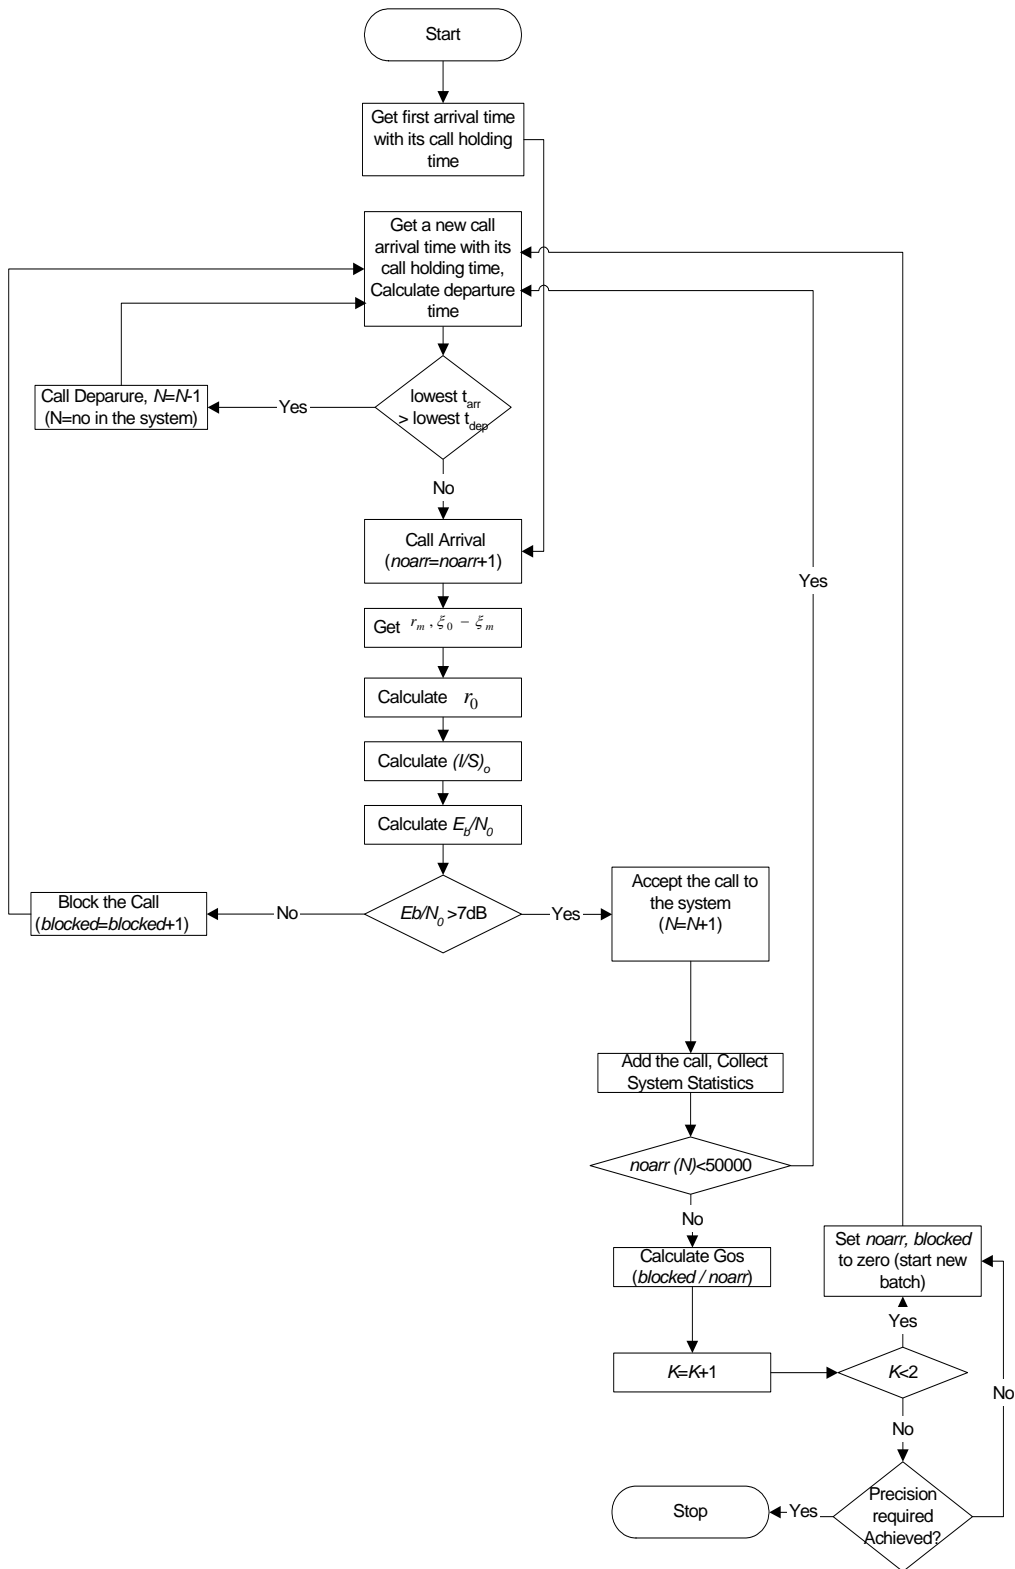 Start
Get first arrival time
with its call holding
time
Get a new call
arrival time with its
call holding time,
Calculate departure
time
lowest t_arr
> lowest t_dep
Yes
Call Deparure, N=N-1
(N=no in the system)
No
Call Arrival
(noarr=noarr+1)
Yes
Get r_m , ξ_0 − ξ_m
Calculate r_0
Calculate (I/S)_o
Calculate E_b/N_0
Eb/N_0 >7dB
No
Block the Call
(blocked=blocked+1)
Yes
Accept the call to
the system
(N=N+1)
Add the call, Collect
System Statistics
noarr (N)<50000
No
Calculate Gos
(blocked / noarr)
Set noarr, blocked
to zero (start new
batch)
Yes
K=K+1
K<2
No
No
Precision
required
Achieved?
Yes
Stop